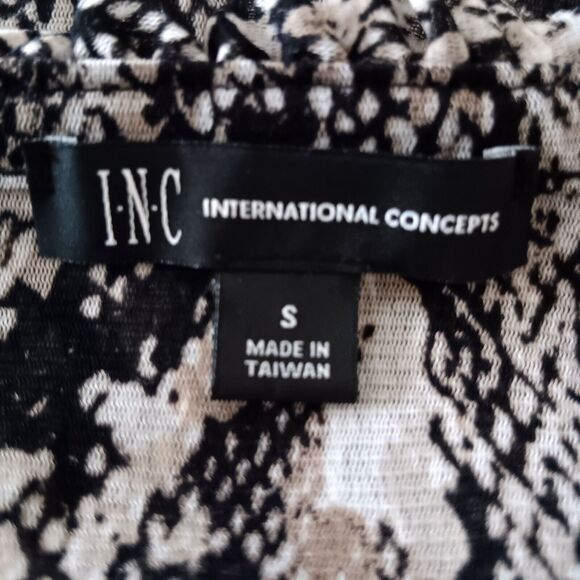 I·N·C INTERNATIONAL CONCEPTS
S
MADE IN
TAIWAN